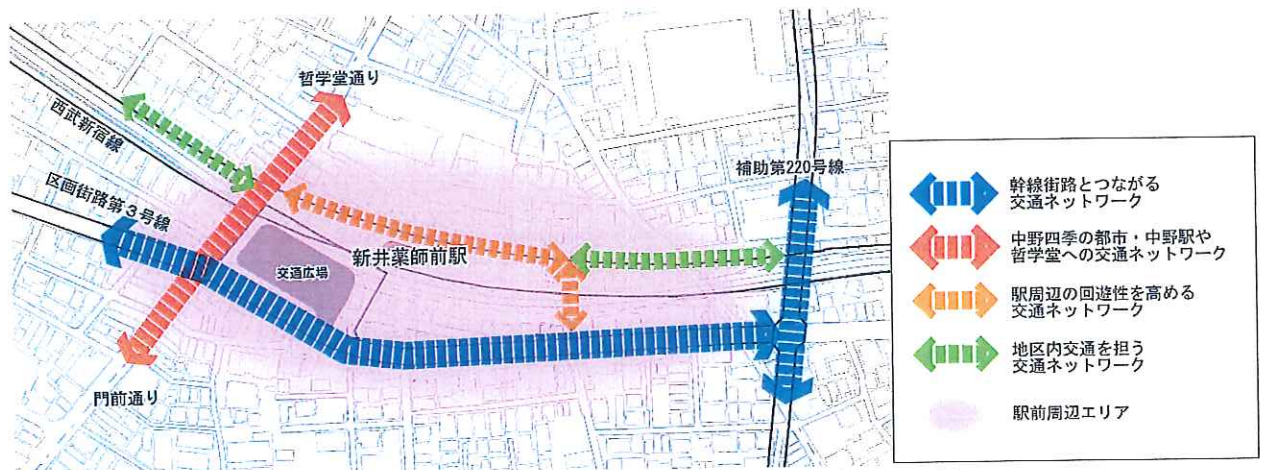 哲学堂通り
西武新宿線
区画街路第3号線
補助第220号線
新井薬師前駅
交通広場
門前通り
幹線街路とつながる
交通ネットワーク
中野四季の都市・中野駅や
哲学堂への交通ネットワーク
駅周辺の回遊性を高める
交通ネットワーク
地区内交通を担う
交通ネットワーク
駅前周辺エリア